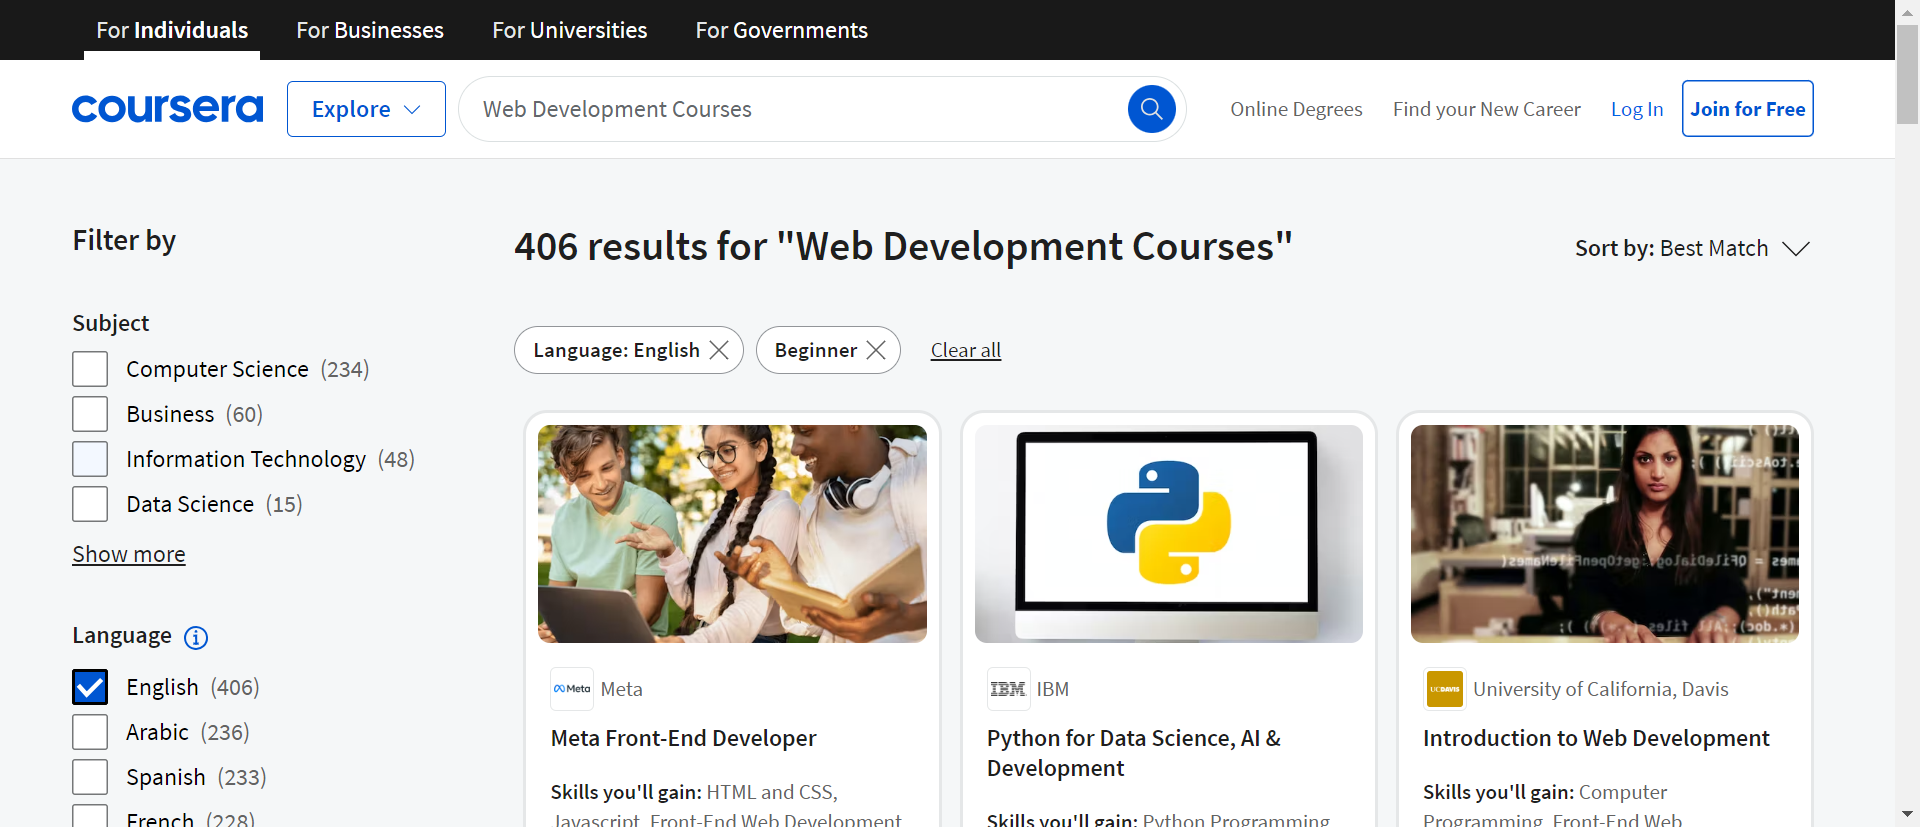 For Individuals For Businesses For Universities For Governments
coursera Explore Web Development Courses Online Degrees Find your New Career Log In Join for Free
Filter by
406 results for "Web Development Courses"
Sort by: Best Match
Subject
Computer Science (234)
Business (60)
Information Technology (48)
Data Science (15)
Show more
Language
English (406)
Arabic (236)
Spanish (233)
French (228)
Language: English Beginner Clear all
Meta Meta
Meta Front-End Developer
Skills you'll gain: HTML and CSS,
Javascript, Front-End Web Development
IBM IBM
Python for Data Science, AI &
Development
Skills you'll gain: Python Programming
UCDAVIS University of California, Davis
Introduction to Web Development
Skills you'll gain: Computer
Programming, Front-End Web